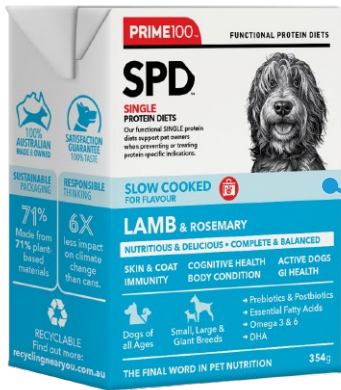 PRIME100™
FUNCTIONAL PROTEIN DIETS
SPD™
SINGLE
PROTEIN DIETS
Our functional SINGLE protein
diets support pet owners
when preventing or treating
protein specific indications.
SLOW COOKED
FOR FLAVOUR
LAMB & ROSEMARY
NUTRITIOUS & DELICIOUS • COMPLETE & BALANCED
SKIN & COAT
IMMUNITY
COGNITIVE HEALTH
BODY CONDITION
ACTIVE DOGS
GI HEALTH
Dogs of
all Ages
Small, Large &
Giant Breeds
→ Prebiotics & Postbiotics
→ Essential Fatty Acids
→ Omega 3 & 6
→ DHA
THE FINAL WORD IN PET NUTRITION
354g
100%
AUSTRALIAN
MADE & OWNED
SATISFACTION
GUARANTEE
100% TASTE
SUSTAINABLE
PACKAGING
71%
Made from
71% plant-
based
materials
RESPONSIBLE
THINKING
6X
less impact
on climate
change
than cans.
RECYCLABLE
Find out more:
recyclingnearyou.com.au